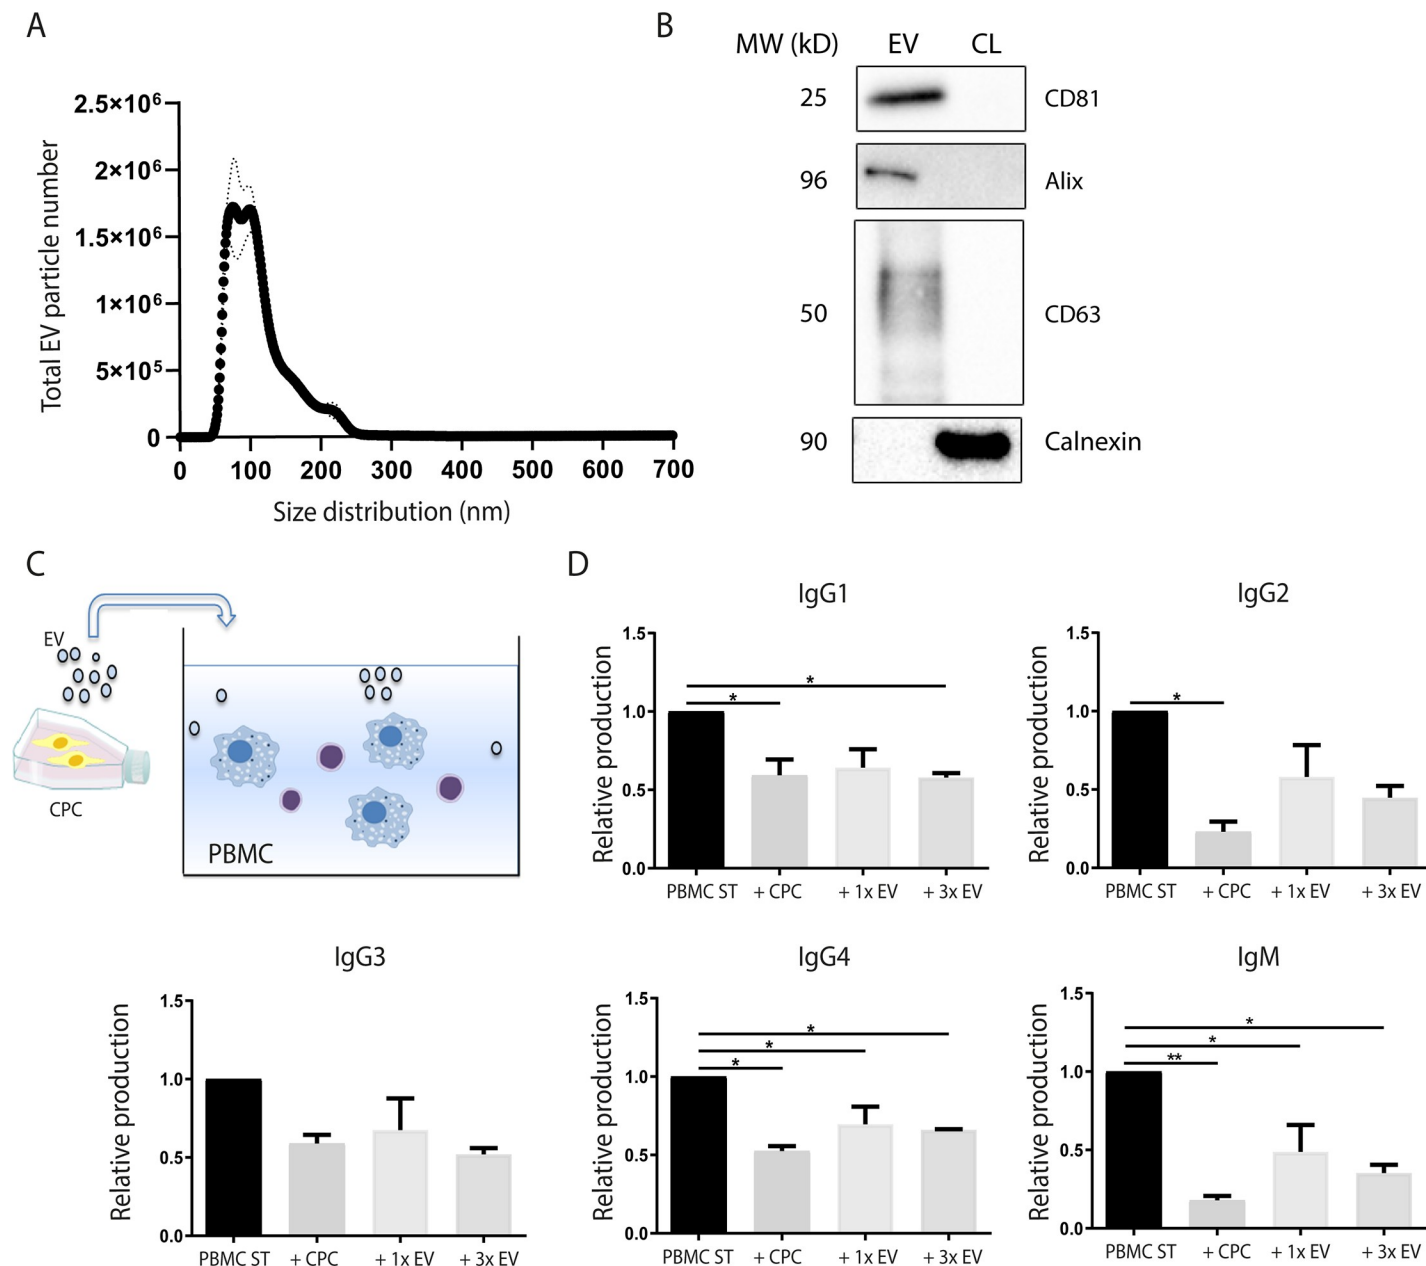 A
2.5×10⁶
2×10⁶
1.5×10⁶
1×10⁶
5×10⁵
0
Total EV particle number
0 100 200 300 400 500 600 700
Size distribution (nm)
B
MW (kD) EV CL
25 CD81
96 Alix
50 CD63
90 Calnexin
C
EV
CPC
PBMC
D
IgG1
Relative production
1.5
1.0
0.5
0.0
*
*
PBMC ST + CPC + 1x EV + 3x EV
IgG2
Relative production
1.5
1.0
0.5
0.0
*
PBMC ST + CPC + 1x EV + 3x EV
IgG3
Relative production
1.5
1.0
0.5
0.0
PBMC ST + CPC + 1x EV + 3x EV
IgG4
Relative production
1.5
1.0
0.5
0.0
*
*
*
PBMC ST + CPC + 1x EV + 3x EV
IgM
Relative production
1.5
1.0
0.5
0.0
*
*
**
PBMC ST + CPC + 1x EV + 3x EV